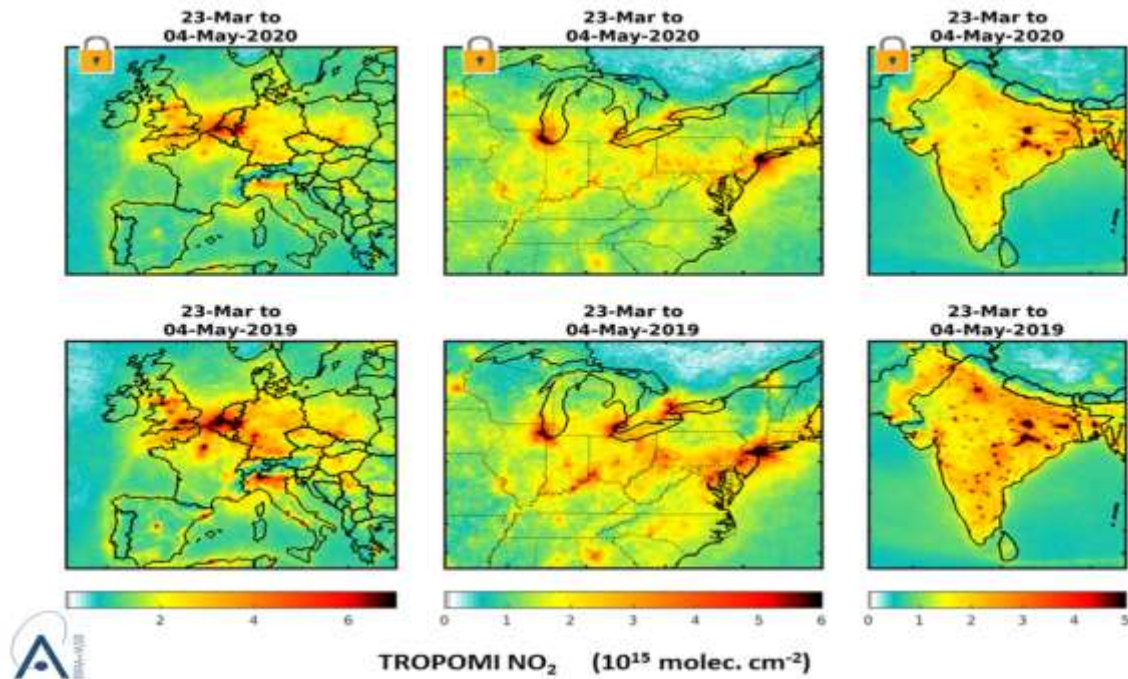 23-Mar to
04-May-2020
23-Mar to
04-May-2020
23-Mar to
04-May-2020
23-Mar to
04-May-2019
23-Mar to
04-May-2019
23-Mar to
04-May-2019
2 4 6
0 1 2 3 4 5 6
0 1 2 3 4 5
TROPOMI NO₂ (10¹⁵ molec. cm⁻²)